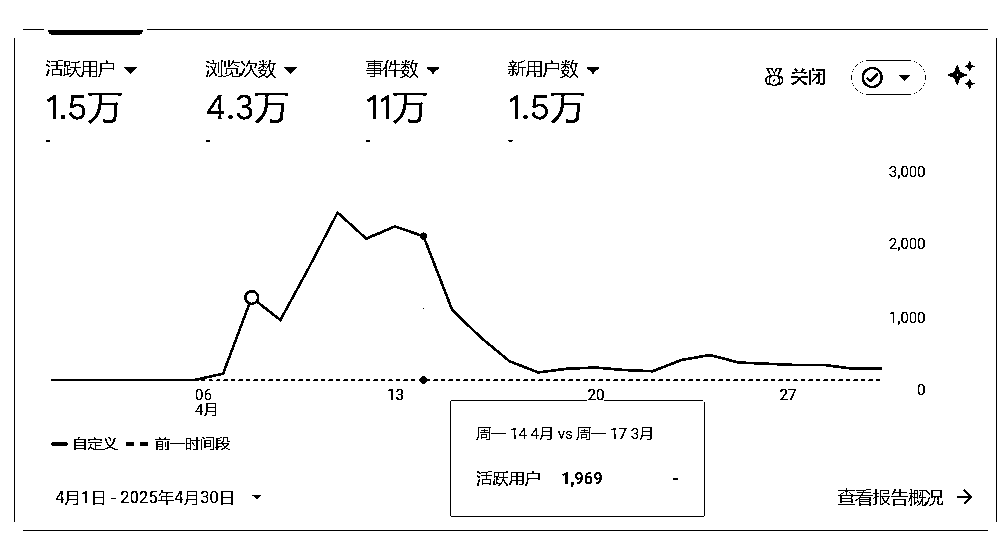 活跃用户 浏览次数 事件数 新用户数 关闭
1.5万 4.3万 11万 1.5万
- - - -
3,000
2,000
1,000
0
06 13 20 27
4月
周一 14 4月 vs 周一 17 3月
自定义 前一时间段
活跃用户 1,969 -
4月1日 - 2025年4月30日 查看报告概况